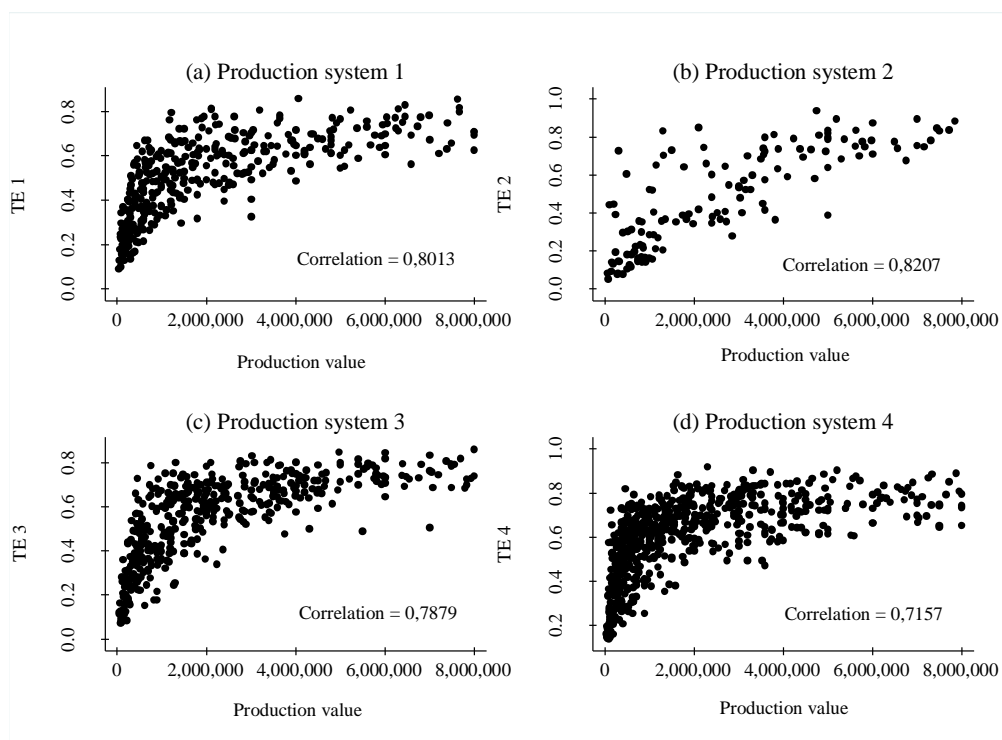 (a) Production system 1
TE 1
0.0 0.2 0.4 0.6 0.8
Correlation = 0,8013
0 2,000,000 4,000,000 6,000,000 8,000,000
Production value
(b) Production system 2
TE 2
0.0 0.2 0.4 0.6 0.8 1.0
Correlation = 0,8207
0 2,000,000 4,000,000 6,000,000 8,000,000
Production value
(c) Production system 3
TE 3
0.0 0.2 0.4 0.6 0.8
Correlation = 0,7879
0 2,000,000 4,000,000 6,000,000 8,000,000
Production value
(d) Production system 4
TE 4
0.2 0.4 0.6 0.8 1.0
Correlation = 0,7157
0 2,000,000 4,000,000 6,000,000 8,000,000
Production value